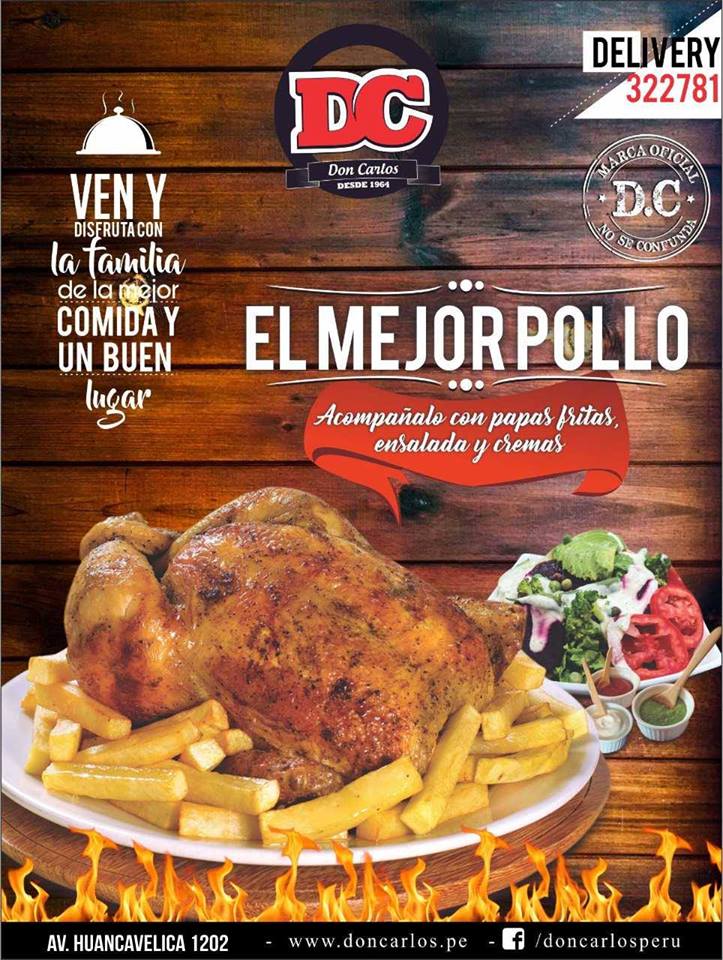 DELIVERY
322781
DC
Don Carlos
DESDE 1964
MARCA OFICIAL
D.C
NO SE CONFUNDA
VEN Y
DISFRUTA CON
la familia
de la mejor
COMIDA Y
UN BUEN
lugar
EL MEJOR POLLO
Acompañalo con papas fritas,
ensalada y cremas
AV. HUANCAVELICA 1202 - www.doncarlos.pe - f /doncarlosperu